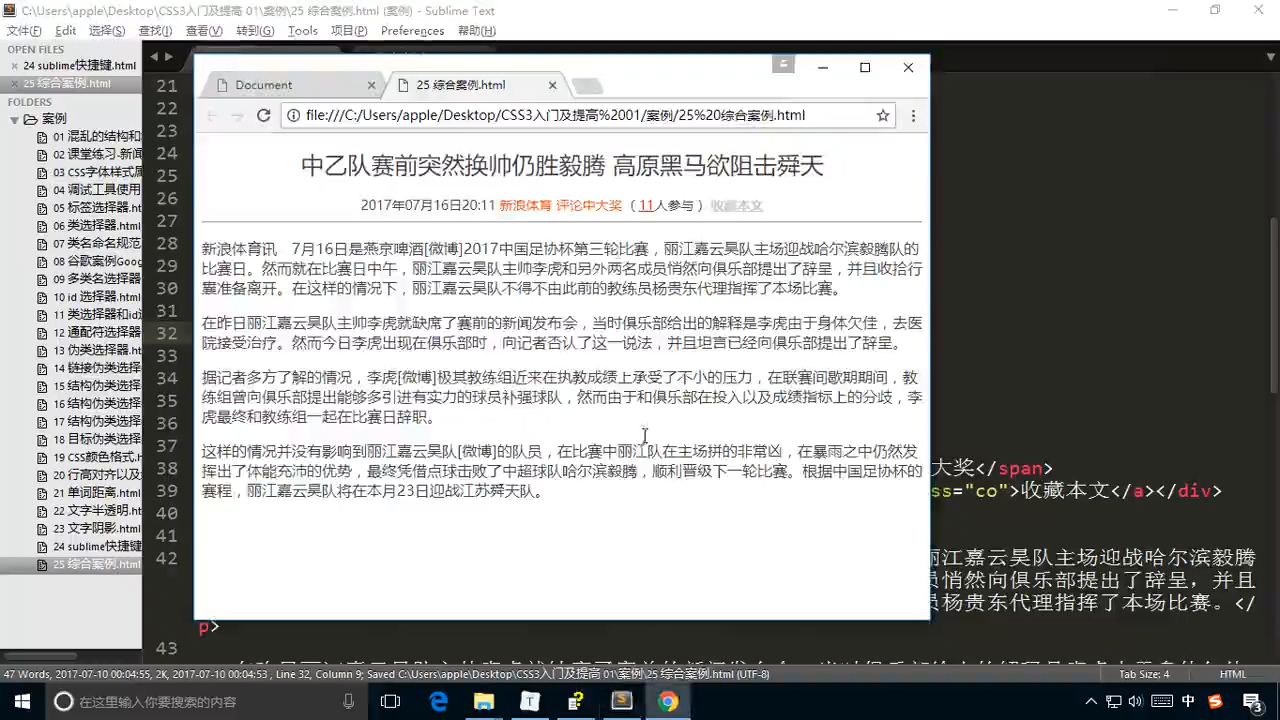 C:\Users\apple\Desktop\CSS3入门及提高 01\案例\25 综合案例.html (案例) - Sublime Text
文件(F) Edit 选择(S) 查找(I) 查看(V) 转到(G) Tools 项目(P) Preferences 帮助(H)
OPEN FILES
24 sublime快捷键.html
25 综合案例.html
FOLDERS
案例
01 混乱的结构和
02 课堂练习-新闻
03 CSS字体样式属
04 调试工具使用
05 标签选择器.html
06 类选择器.html
07 类名命名规范
08 谷歌案例Goog
09 多类名选择器
10 id 选择器.html
11 类选择器和id
12 通配符选择器
13 伪类选择器.html
14 链接伪类选择器
15 结构伪类选择器
16 结构伪类选择器
17 结构伪类选择器
18 目标伪类选择器
19 CSS颜色格式.html
20 行高对齐以及
21 单词距离.html
22 文字半透明.html
23 文字阴影.html
24 sublime快捷键
25 综合案例.html
21
22
23
24
25
26
27
28
29
30
31
32
33
34
35
36
37
38
39
40
41
42
43
Document
25 综合案例.html
file:///C:/Users/apple/Desktop/CSS3入门及提高%2001/案例/25%20综合案例.html
中乙队赛前突然换帅仍胜毅腾 高原黑马欲阻击舜天
2017年07月16日20:11 新浪体育 评论中大奖 ( 11人参与 ) 收藏本文
新浪体育讯 7月16日是燕京啤酒[微博]2017中国足协杯第三轮比赛，丽江嘉云昊队主场迎战哈尔滨毅腾队的
比赛日。然而就在比赛日中午，丽江嘉云昊队主帅李虎和另外两名成员悄然向俱乐部提出了辞呈，并且收拾行
囊准备离开。在这样的情况下，丽江嘉云昊队不得不由此前的教练员杨贵东代理指挥了本场比赛。
在昨日丽江嘉云昊队主帅李虎就缺席了赛前的新闻发布会，当时俱乐部给出的解释是李虎由于身体欠佳，去医
院接受治疗。然而今日李虎出现在俱乐部时，向记者否认了这一说法，并且坦言已经向俱乐部提出了辞呈。
据记者多方了解的情况，李虎[微博]极其教练组近来在执教成绩上承受了不小的压力，在联赛间歇期期间，教
练组曾向俱乐部提出能够多引进有实力的球员补强球队，然而由于和俱乐部在投入以及成绩指标上的分歧，李
虎最终和教练组一起在比赛日辞职。
这样的情况并没有影响到丽江嘉云昊队[微博]的队员，在比赛中丽江队在主场拼的非常凶，在暴雨之中仍然发
挥出了体能充沛的优势，最终凭借点球击败了中超球队哈尔滨毅腾，顺利晋级下一轮比赛。根据中国足协杯的
赛程，丽江嘉云昊队将在本月23日迎战江苏舜天队。
大奖</span>
ss="co">收藏本文</a></div>
丽江嘉云昊队主场迎战哈尔滨毅腾
员悄然向俱乐部提出了辞呈，并且
员杨贵东代理指挥了本场比赛。</
p>
47 Words, 2017-07-10 00:04:55, 2K, 2017-07-10 00:04:53 , Line 32, Column 9; Saved C:\Users\apple\Desktop\CSS3入门及提高 01\案例\25 综合案例.html (UTF-8)
Tab Size: 4
HTML
在这里输入你要搜索的内容
中
3